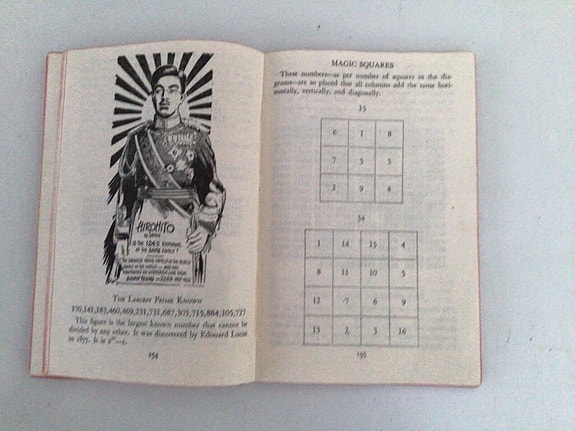 HIROHITO
OF JAPAN
IS THE 124th EMPEROR
OF THE SAME FAMILY!
The Largest Prime Known
170,141,183,460,469,231,731,687,303,715,884,105,727
This figure is the largest known number that cannot be
divided by any other. It was discovered by Edouard Lucas
in 1877. It is
154
MAGIC SQUARES
These numbers—as per number of squares in the dia-
grams—are so placed that all columns add the same hori-
zontally, vertically, and diagonally.
15
6 1 8
7 5 3
2 9 4
34
1 14 15 4
8 11 10 5
12 7 6 9
13 2 3 16
155